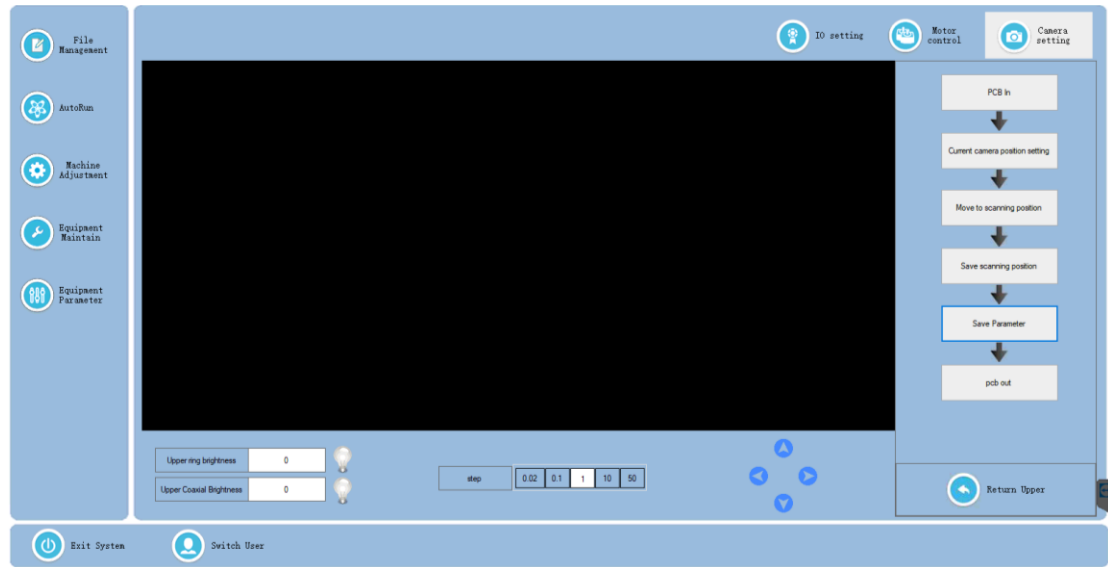 File
Management
AutoRun
Machine
Adjustment
Equipment
Maintain
Equipment
Parameter
IO setting
Motor
control
Camera
setting
PCB In
Current camera position setting
Move to scanning position
Save scanning position
Save Parameter
pcb out
Upper ring brightness 0
Upper Coaxial Brightness 0
step 0.02 0.1 1 10 50
Return Upper
Exit System
Switch User